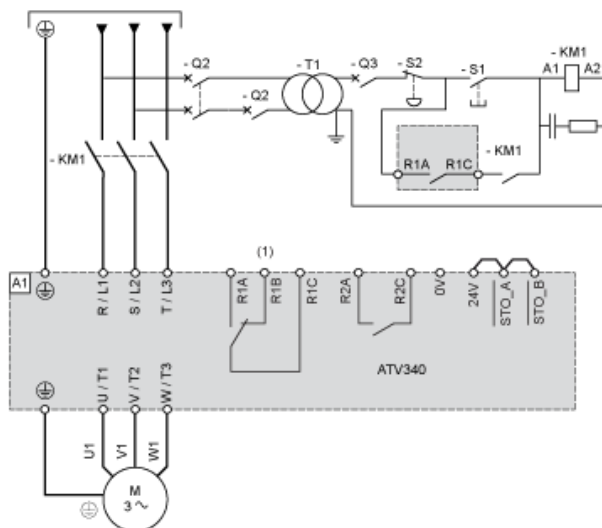 - Q2
- T1
- Q3
- S2
- S1
- KM1
A1
A2
- Q2
- KM1
R1A
R1C
- KM1
(1)
A1
R / L1
S / L2
T / L3
R1A
R1B
R1C
R2A
R2C
0V
24V
STO_A
STO_B
ATV340
U / T1
V / T2
W / T3
U1
V1
W1
M
3 ~